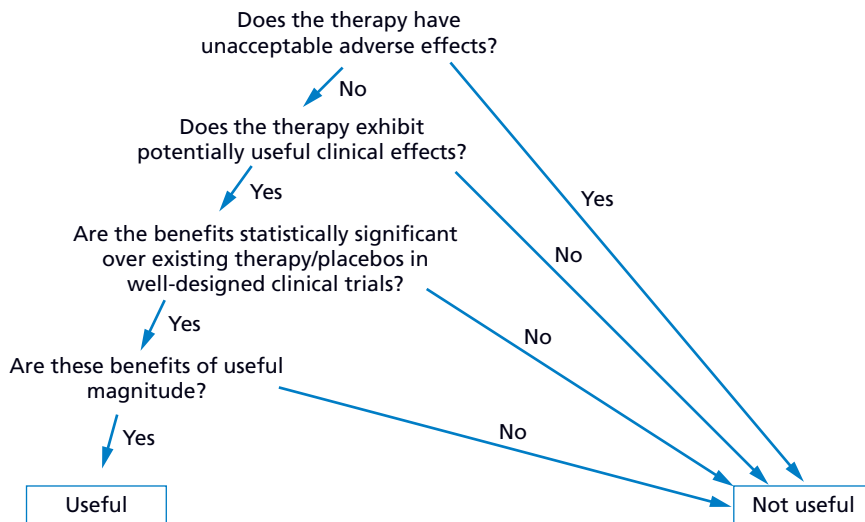 Does the therapy have
unacceptable adverse effects?
No
Does the therapy exhibit
potentially useful clinical effects?
Yes
Yes
Are the benefits statistically significant
over existing therapy/placebos in
well-designed clinical trials?
No
Yes
No
Are these benefits of useful
magnitude?
Yes
No
Useful
Not useful